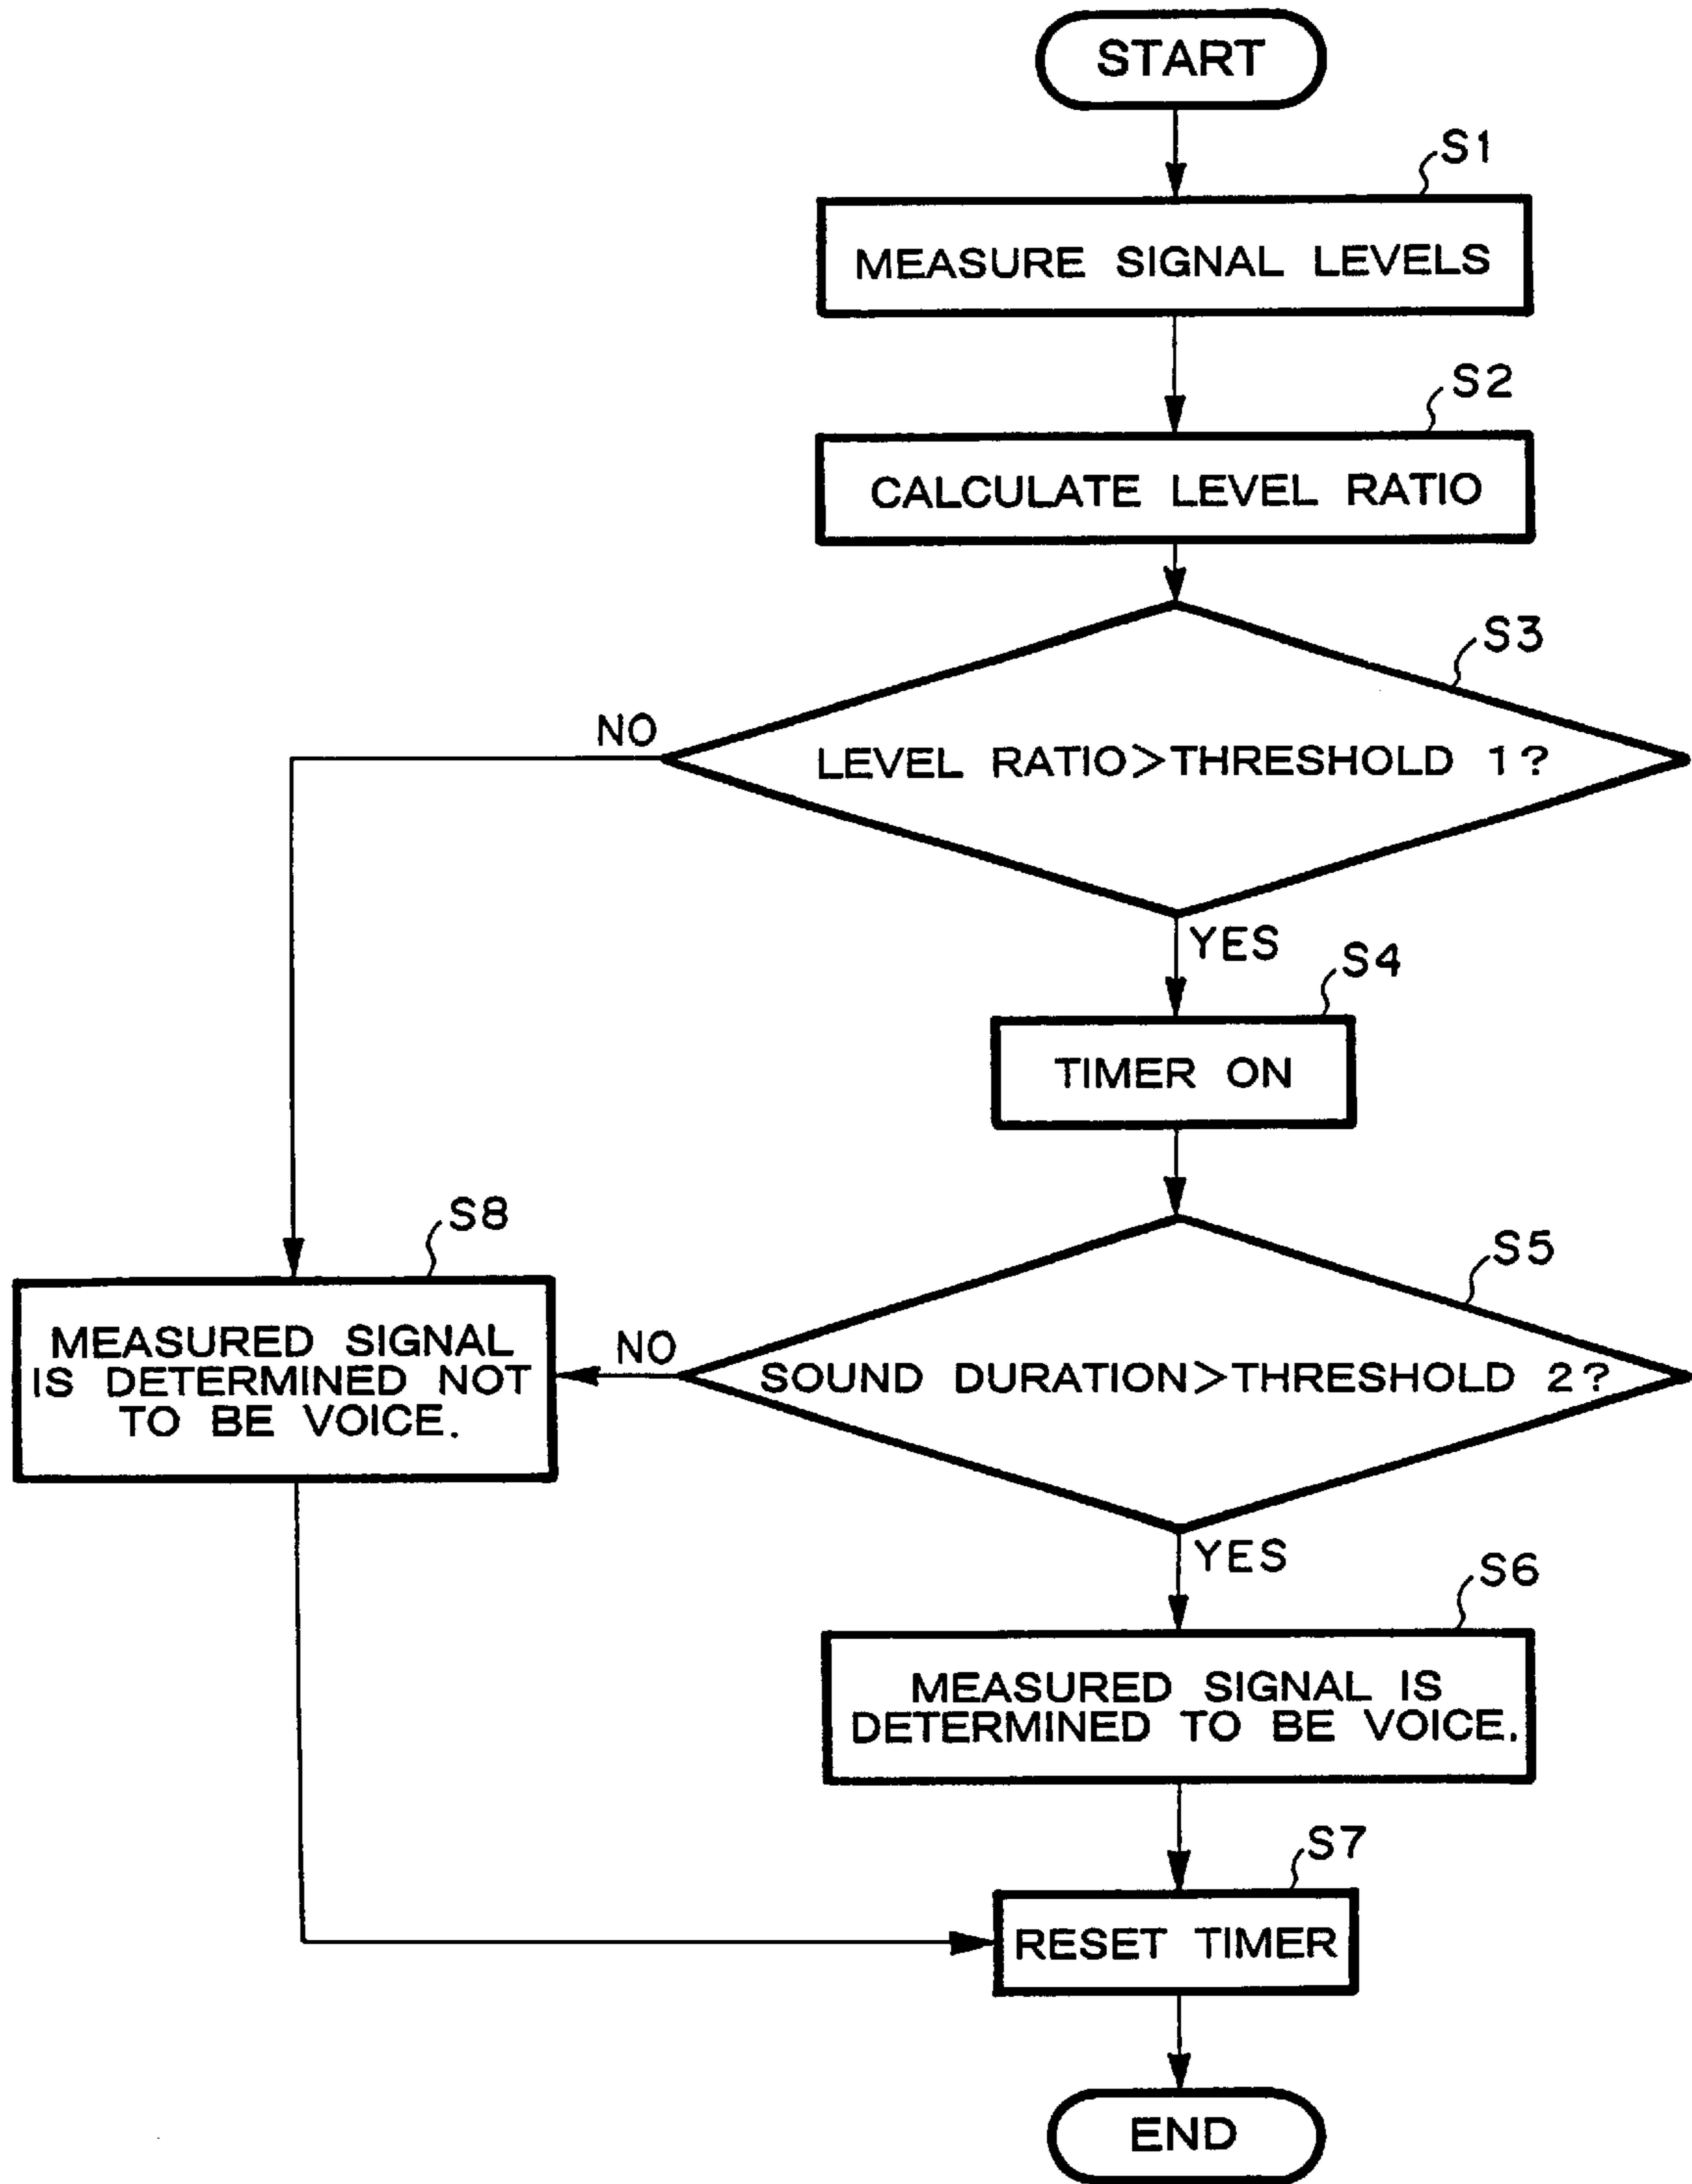 START
S1
MEASURE SIGNAL LEVELS
S2
CALCULATE LEVEL RATIO
S3
NO
LEVEL RATIO>THRESHOLD 1?
YES
S4
TIMER ON
S8
S5
MEASURED SIGNAL
IS DETERMINED NOT
TO BE VOICE.
NO
SOUND DURATION>THRESHOLD 2?
YES
S6
MEASURED SIGNAL IS
DETERMINED TO BE VOICE.
S7
RESET TIMER
END